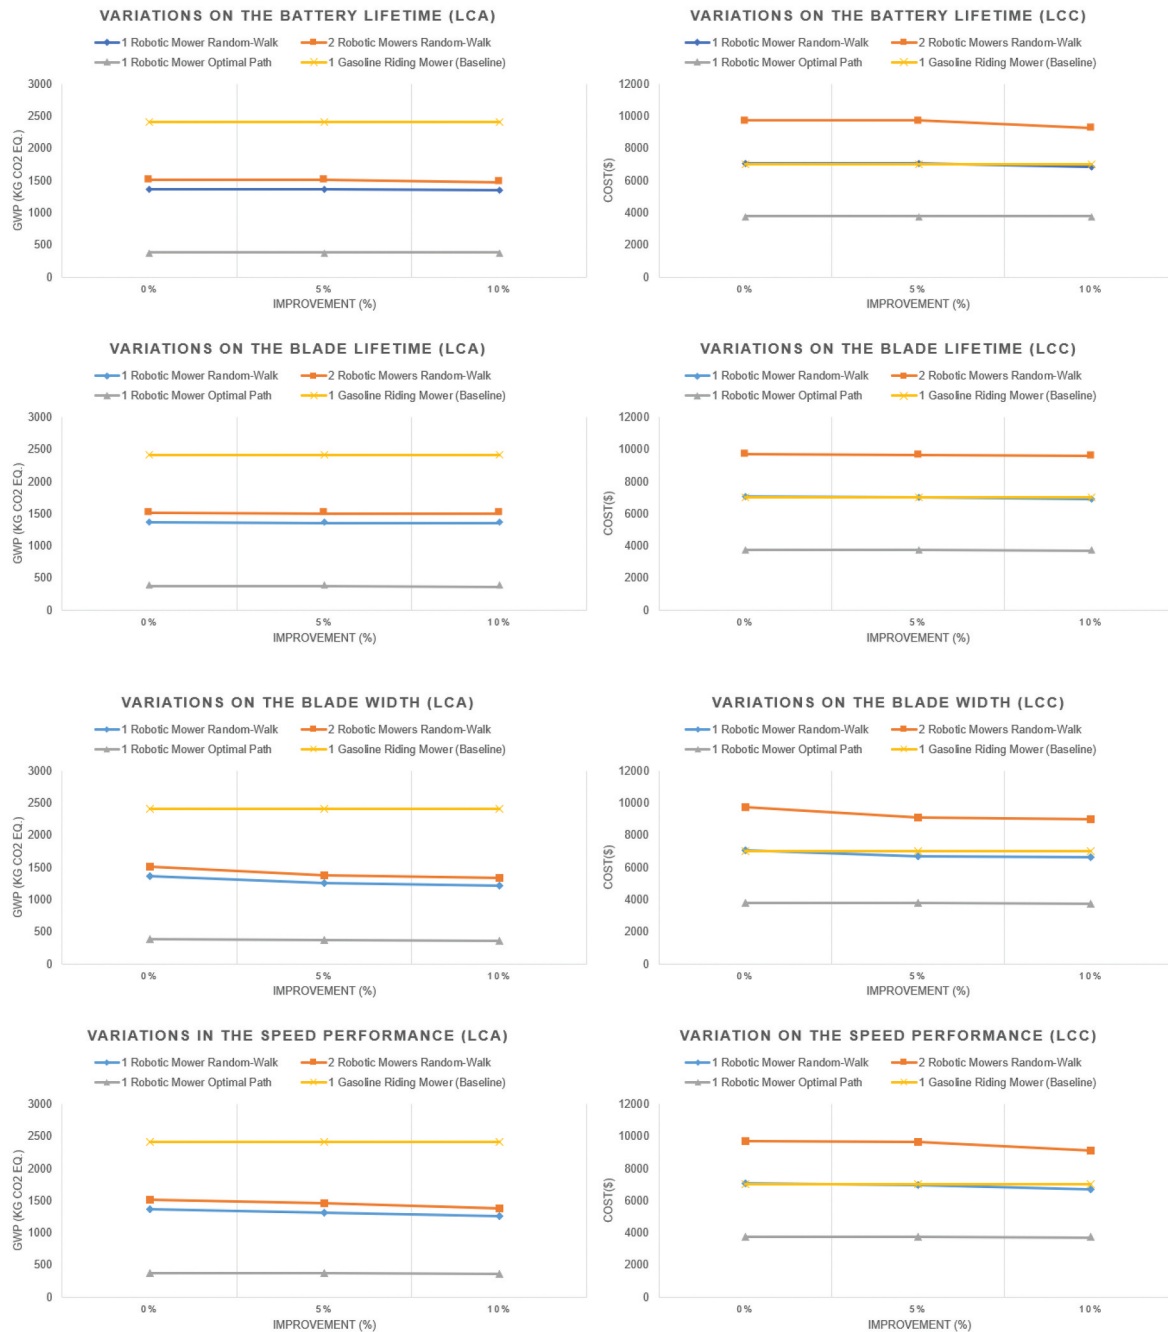 VARIATIONS ON THE BATTERY LIFETIME (LCA)
1 Robotic Mower Random-Walk
2 Robotic Mowers Random-Walk
1 Robotic Mower Optimal Path
1 Gasoline Riding Mower (Baseline)
GWP (KG CO2 EQ.)
3000
2500
2000
1500
1000
500
0
0%
5%
10%
IMPROVEMENT (%)
VARIATIONS ON THE BATTERY LIFETIME (LCC)
1 Robotic Mower Random-Walk
2 Robotic Mowers Random-Walk
1 Robotic Mower Optimal Path
1 Gasoline Riding Mower (Baseline)
COST($)
12000
10000
8000
6000
4000
2000
0
0%
5%
10%
IMPROVEMENT (%)
VARIATIONS ON THE BLADE LIFETIME (LCA)
1 Robotic Mower Random-Walk
2 Robotic Mowers Random-Walk
1 Robotic Mower Optimal Path
1 Gasoline Riding Mower (Baseline)
GWP (KG CO2 EQ.)
3000
2500
2000
1500
1000
500
0
0%
5%
10%
IMPROVEMENT (%)
VARIATIONS ON THE BLADE LIFETIME (LCC)
1 Robotic Mower Random-Walk
2 Robotic Mowers Random-Walk
1 Robotic Mower Optimal Path
1 Gasoline Riding Mower (Baseline)
COST($)
12000
10000
8000
6000
4000
2000
0
0%
5%
10%
IMPROVEMENT (%)
VARIATIONS ON THE BLADE WIDTH (LCA)
1 Robotic Mower Random-Walk
2 Robotic Mowers Random-Walk
1 Robotic Mower Optimal Path
1 Gasoline Riding Mower (Baseline)
GWP (KG CO2 EQ.)
3000
2500
2000
1500
1000
500
0
0%
5%
10%
IMPROVEMENT (%)
VARIATIONS ON THE BLADE WIDTH (LCC)
1 Robotic Mower Random-Walk
2 Robotic Mowers Random-Walk
1 Robotic Mower Optimal Path
1 Gasoline Riding Mower (Baseline)
COST($)
12000
10000
8000
6000
4000
2000
0
0%
5%
10%
IMPROVEMENT (%)
VARIATIONS IN THE SPEED PERFORMANCE (LCA)
1 Robotic Mower Random-Walk
2 Robotic Mowers Random-Walk
1 Robotic Mower Optimal Path
1 Gasoline Riding Mower (Baseline)
GWP (KG CO2 EQ.)
3000
2500
2000
1500
1000
500
0
0%
5%
10%
IMPROVEMENT (%)
VARIATION ON THE SPEED PERFORMANCE (LCC)
1 Robotic Mower Random-Walk
2 Robotic Mowers Random-Walk
1 Robotic Mower Optimal Path
1 Gasoline Riding Mower (Baseline)
COST($)
12000
10000
8000
6000
4000
2000
0
0%
5%
10%
IMPROVEMENT (%)